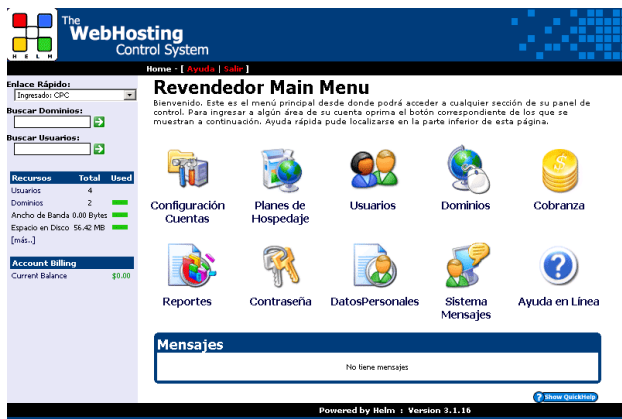 The
WebHosting
Control System
HELM
Home - [ Ayuda | Salir ]
Enlace Rápido:
Ingresado: CPC
Buscar Dominios:
Buscar Usuarios:
Recursos Total Used
Usuarios 4
Dominios 2
Ancho de Banda 0.00 Bytes
Espacio en Disco 56.42 MB
[más..]
Account Billing
Current Balance $0.00
Revendedor Main Menu
Bienvenido. Este es el menú principal desde donde podrá acceder a cualquier sección de su panel de
control. Para ingresar a algún área de su cuenta oprima el botón correspondiente de los que se
muestran a continuación. Ayuda rápida pude localizarse en la parte inferior de esta página.
Configuración
Cuentas
Planes de
Hospedaje
Usuarios
Dominios
Cobranza
Reportes
Contraseña
DatosPersonales
Sistema
Mensajes
Ayuda en Línea
Mensajes
No tiene mensajes
? Show QuickHelp
Powered by Helm : Version 3.1.16